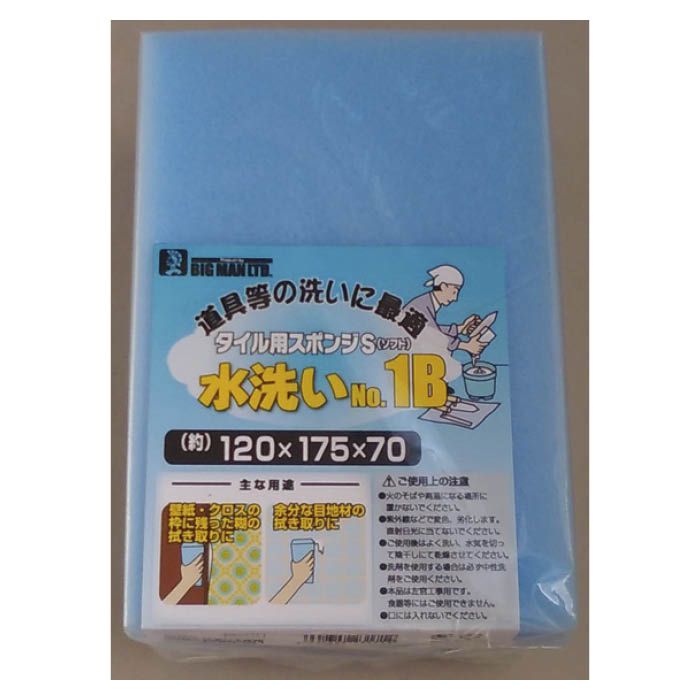 Produced by
BIG MAN LTD.
道具等の洗いに最適
タイル用スポンジS(ソフト)
水洗いNo.1B
(約)120×175×70
主な用途
壁紙・クロスの
枠に残った糊の
拭き取りに
余分な目地材の
拭き取りに
⚠ご使用上の注意
●火のそばや高温になる場所に
置かないでください。
●紫外線などで変色、劣化します。
直射日光に当てないでください。
●ご使用後はよく洗い、水気を切っ
て陰干しにて乾燥させてください。
●洗剤を使用する場合は必ず中性洗
剤をご使用ください。
●本品は左官工事用です。
食器等にはご使用できません。
●口には入れないでください。